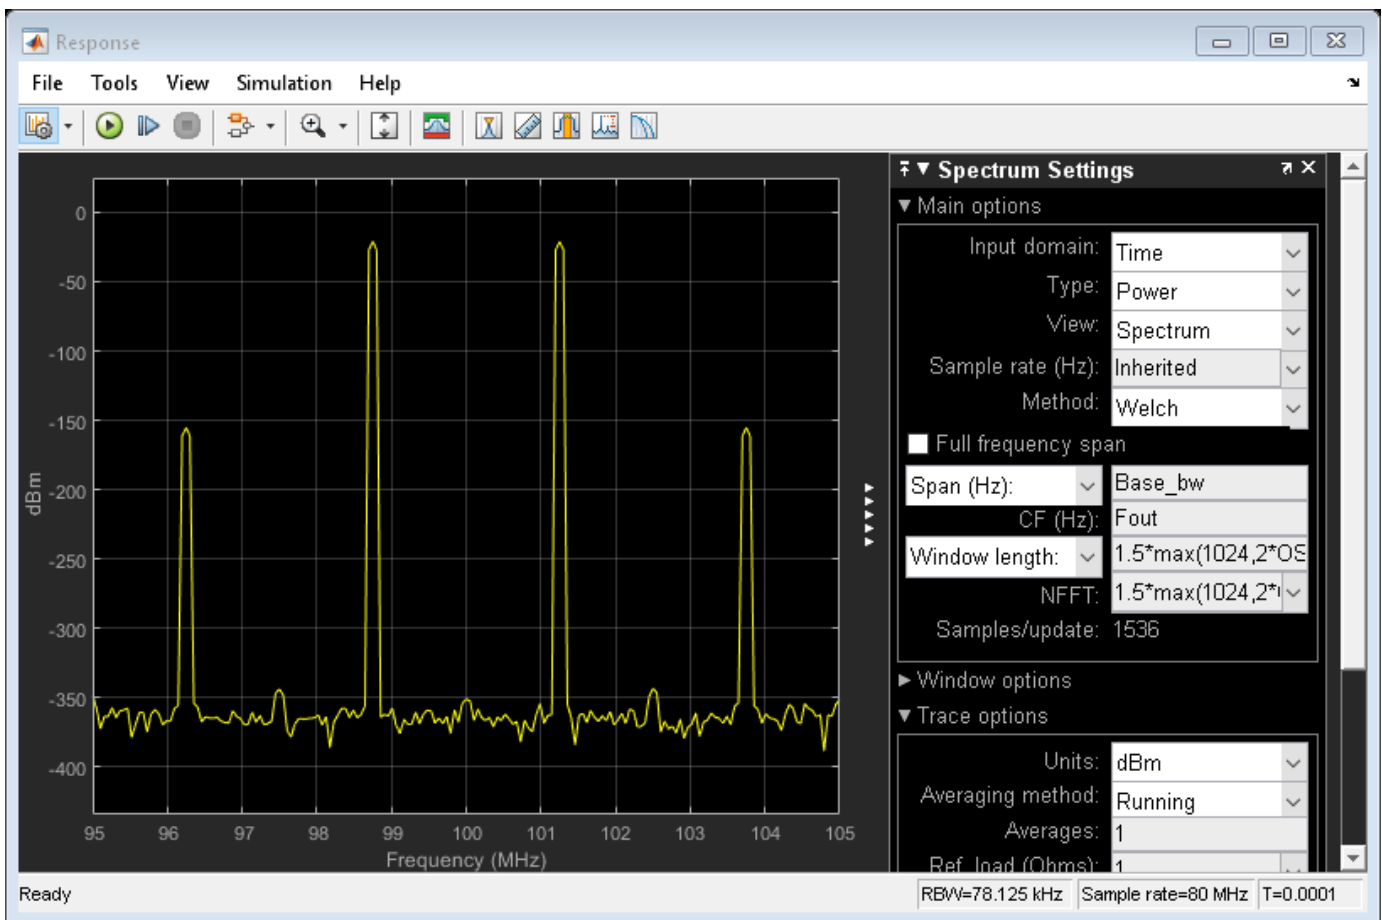 Response
File Tools View Simulation Help
Spectrum Settings
Main options
Input domain: Time
Type: Power
View: Spectrum
Sample rate (Hz): Inherited
Method: Welch
Full frequency span
Span (Hz): Base_bw
CF (Hz): Fout
Window length: 1.5*max(1024,2*OS
NFFT: 1.5*max(1024,2*
Samples/update: 1536
Window options
Trace options
Units: dBm
Averaging method: Running
Averages: 1
Ref. load (Ohms): 1
0
-50
-100
-150
-200
-250
-300
-350
-400
dBm
95 96 97 98 99 100 101 102 103 104 105
Frequency (MHz)
Ready
RBW=78.125 kHz Sample rate=80 MHz T=0.0001